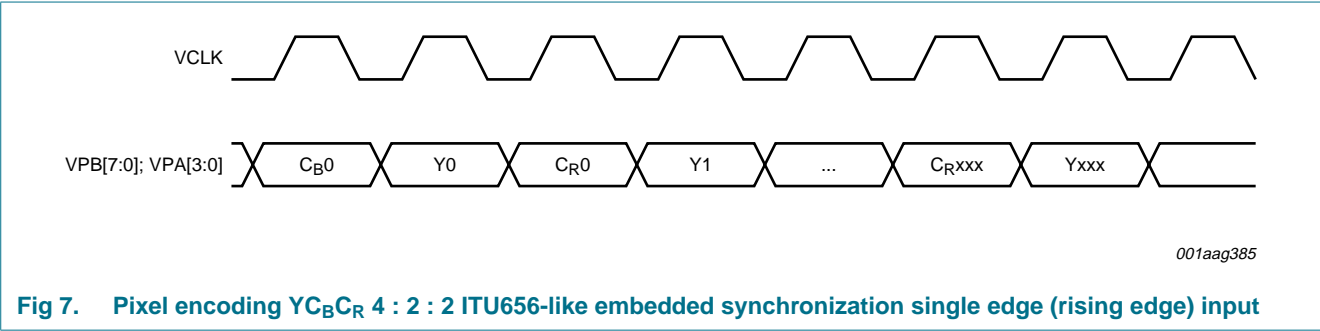 VCLK
VPB[7:0]; VPA[3:0] CB0 Y0 CR0 Y1 ... CRxxx Yxxx
001aag385
Fig 7. Pixel encoding YCBCR 4 : 2 : 2 ITU656-like embedded synchronization single edge (rising edge) input